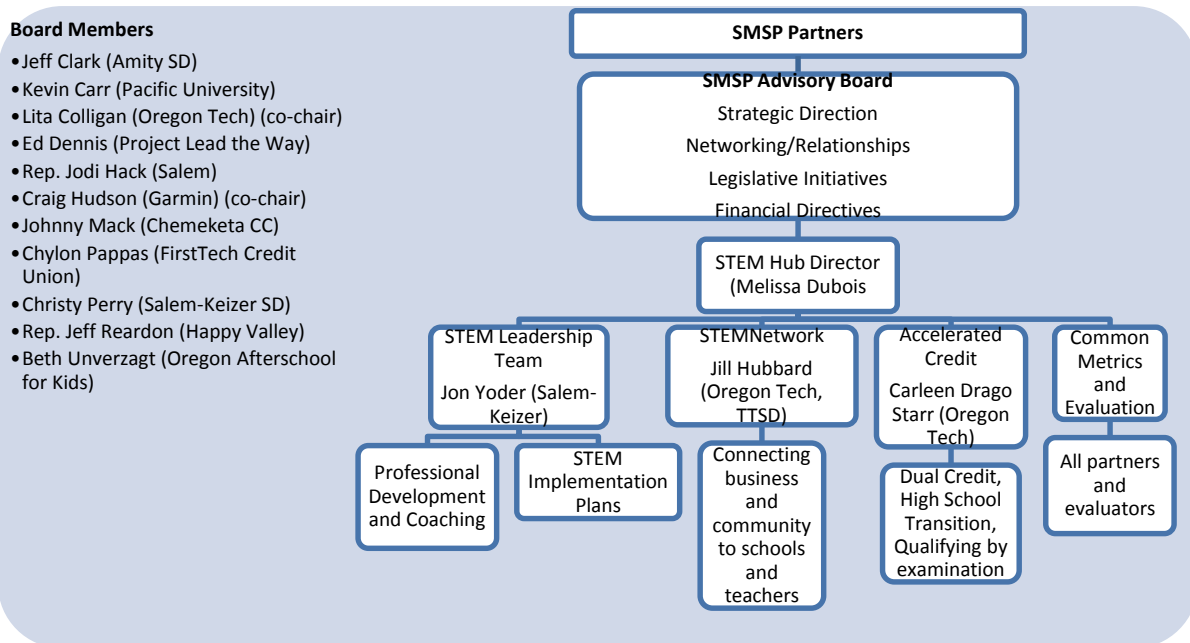 Board Members
•Jeff Clark (Amity SD)
•Kevin Carr (Pacific University)
•Lita Colligan (Oregon Tech) (co-chair)
•Ed Dennis (Project Lead the Way)
•Rep. Jodi Hack (Salem)
•Craig Hudson (Garmin) (co-chair)
•Johnny Mack (Chemeketa CC)
•Chylon Pappas (FirstTech Credit
Union)
•Christy Perry (Salem-Keizer SD)
•Rep. Jeff Reardon (Happy Valley)
•Beth Unverzagt (Oregon Afterschool
for Kids)
SMSP Partners
SMSP Advisory Board
Strategic Direction
Networking/Relationships
Legislative Initiatives
Financial Directives
STEM Hub Director
(Melissa Dubois
STEM Leadership
Team
Jon Yoder (Salem-
Keizer)
Professional
Development
and Coaching
STEM
Implementation
Plans
STEMNetwork
Jill Hubbard
(Oregon Tech,
TTSD)
Connecting
business
and
community
to schools
and
teachers
Accelerated
Credit
Carleen Drago
Starr (Oregon
Tech)
Dual Credit,
High School
Transition,
Qualifying by
examination
Common
Metrics
and
Evaluation
All partners
and
evaluators